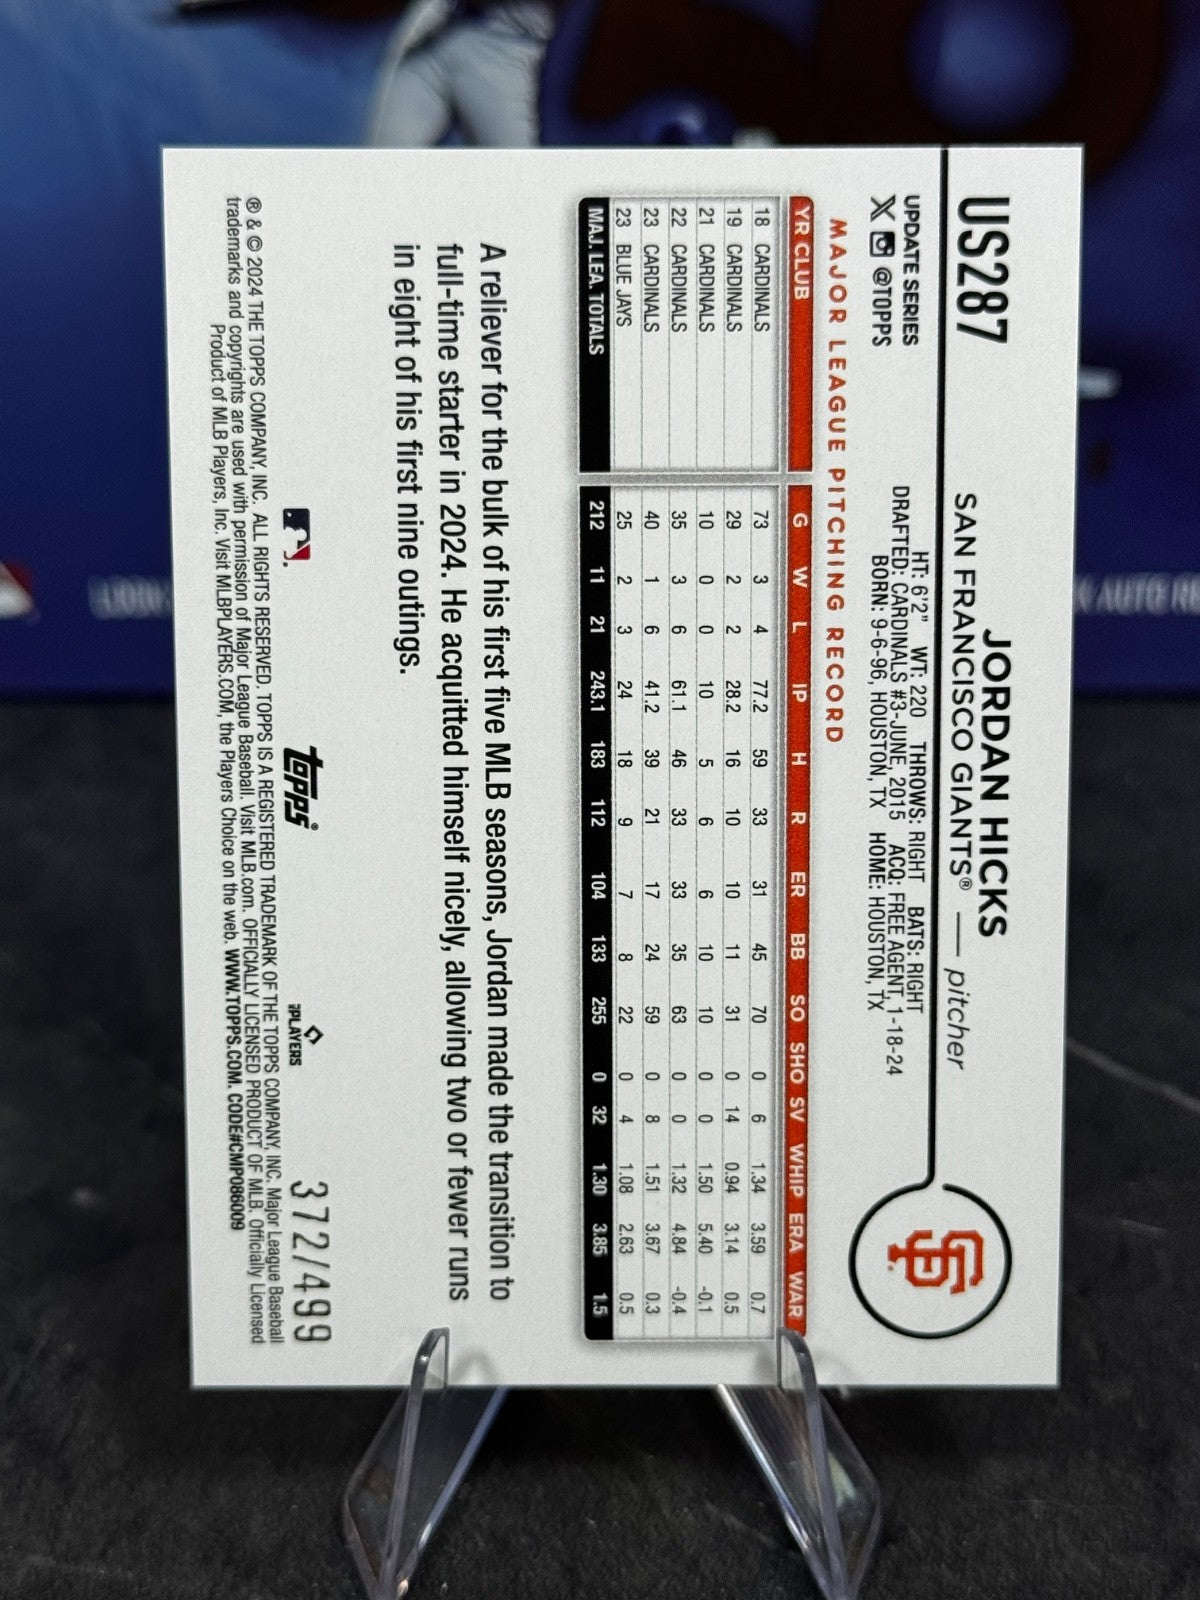 US287
JORDAN HICKS
SAN FRANCISCO GIANTS® — pitcher
SF
UPDATE SERIES
@TOPPS
HT: 6'2" WT: 220 THROWS: RIGHT BATS: RIGHT
DRAFTED: CARDINALS #3-JUNE, 2015 ACQ: FREE AGENT, 1-18-24
BORN: 9-6-96, HOUSTON, TX HOME: HOUSTON, TX
MAJOR LEAGUE PITCHING RECORD
YR CLUB G W L IP H R ER BB SO SHO SV WHIP ERA WAR
18 CARDINALS 73 3 4 77.2 59 33 31 45 70 0 6 1.34 3.59 0.7
19 CARDINALS 29 2 2 28.2 16 10 10 11 31 0 14 0.94 3.14 0.5
21 CARDINALS 10 0 0 10 5 6 6 10 10 0 0 1.50 5.40 -0.1
22 CARDINALS 35 3 6 61.1 46 33 33 35 63 0 0 1.32 4.84 -0.4
23 CARDINALS 40 1 6 41.2 39 21 17 24 59 0 8 1.51 3.67 0.3
23 BLUE JAYS 25 2 3 24 18 9 7 8 22 0 4 1.08 2.63 0.5
MAJ. LEA. TOTALS 212 11 21 243.1 183 112 104 133 255 0 32 1.30 3.85 1.5
A reliever for the bulk of his first five MLB seasons, Jordan made the transition to
full-time starter in 2024. He acquitted himself nicely, allowing two or fewer runs
in eight of his first nine outings.
topps®
PLAYERS
372/499
® & © 2024 THE TOPPS COMPANY, INC. ALL RIGHTS RESERVED. TOPPS IS A REGISTERED TRADEMARK OF THE TOPPS COMPANY, INC. Major League Baseball
trademarks and copyrights are used with permission of Major League Baseball. Visit MLB.com. OFFICIALLY LICENSED PRODUCT OF MLB. Officially Licensed
Product of MLB Players, Inc. Visit MLBPLAYERS.COM, the Players Choice on the web. WWW.TOPPS.COM. CODE#CMP086009